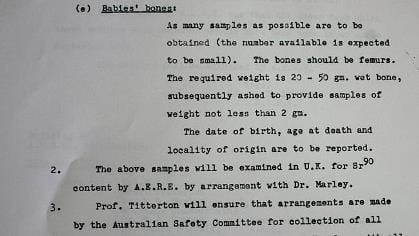 (e) Babies' bones:
As many samples as possible are to be
obtained (the number available is expected
to be small). The bones should be femurs.
The required weight is 20 - 50 gm. wet bone,
subsequently ashed to provide samples of
weight not less than 2 gm.
The date of birth, age at death and
locality of origin are to be reported.
2. The above samples will be examined in U.K. for Sr90
content by A.E.R.E. by arrangement with Dr. Marley.
3. Prof. Titterton will ensure that arrangements are made
by the Australian Safety Committee for collection of all